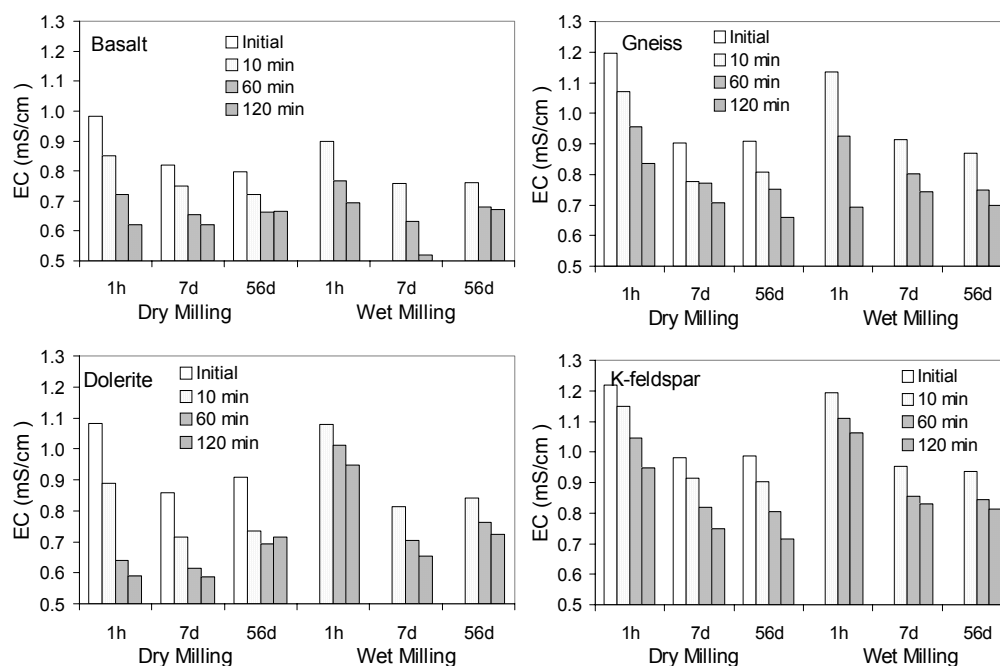 Basalt
Initial
10 min
60 min
120 min
EC (mS/cm)
1.3
1.2
1.1
1.0
0.9
0.8
0.7
0.6
0.5
1h 7d 56d 1h 7d 56d
Dry Milling Wet Milling
Gneiss
Initial
10 min
60 min
120 min
EC (mS/cm)
1.3
1.2
1.1
1.0
0.9
0.8
0.7
0.6
0.5
1h 7d 56d 1h 7d 56d
Dry Milling Wet Milling
Dolerite
Initial
10 min
60 min
120 min
EC (mS/cm)
1.3
1.2
1.1
1.0
0.9
0.8
0.7
0.6
0.5
1h 7d 56d 1h 7d 56d
Dry Milling Wet Milling
K-feldspar
Initial
10 min
60 min
120 min
EC (mS/cm)
1.3
1.2
1.1
1.0
0.9
0.8
0.7
0.6
0.5
1h 7d 56d 1h 7d 56d
Dry Milling Wet Milling